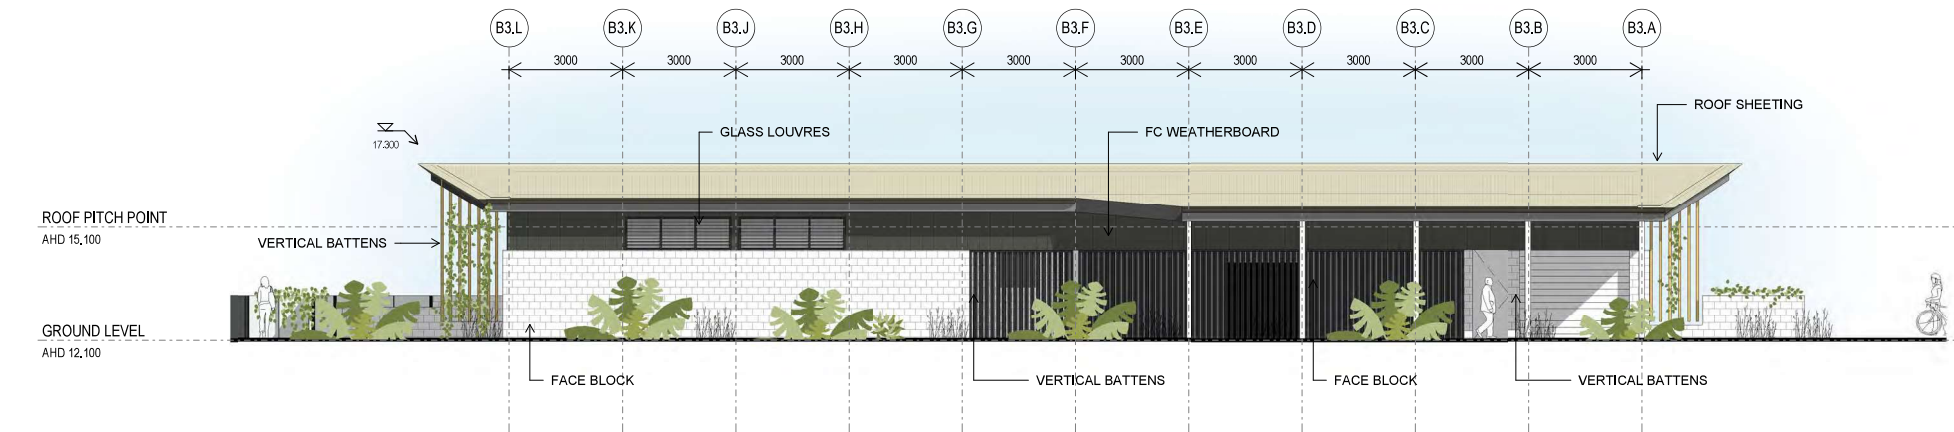 B3.L B3.K B3.J B3.H B3.G B3.F B3.E B3.D B3.C B3.B B3.A
3000 3000 3000 3000 3000 3000 3000 3000 3000 3000
ROOF SHEETING
GLASS LOUVRES
FC WEATHERBOARD
17.300
ROOF PITCH POINT
AHD 15.100
VERTICAL BATTENS
GROUND LEVEL
AHD 12.100
FACE BLOCK
VERTICAL BATTENS
FACE BLOCK
VERTICAL BATTENS